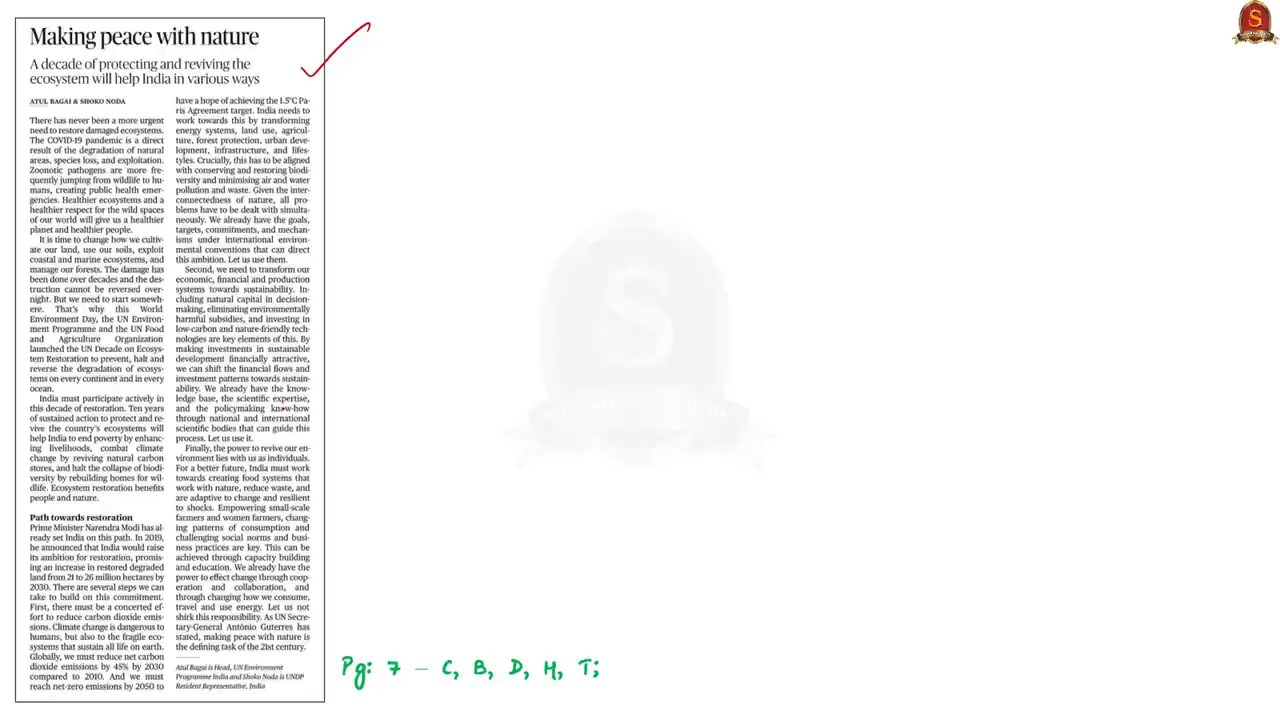 Making peace with nature
A decade of protecting and reviving the
ecosystem will help India in various ways
ATUL BAGAI & SHOKO NODA
There has never been a more urgent
need to restore damaged ecosystems.
The COVID-19 pandemic is a direct
result of the degradation of natural
areas, species loss, and exploitation.
Zoonotic pathogens are more fre-
quently jumping from wildlife to hu-
mans, creating public health emer-
gencies. Healthier ecosystems and a
healthier respect for the wild spaces
of our world will give us a healthier
planet and healthier people.
It is time to change how we cultiv-
ate our land, use our soils, exploit
coastal and marine ecosystems, and
manage our forests. The damage has
been done over decades and the des-
truction cannot be reversed over-
night. But we need to start somewh-
ere. That's why this World
Environment Day, the UN Environ-
ment Programme and the UN Food
and Agriculture Organization
launched the UN Decade on Ecosys-
tem Restoration to prevent, halt and
reverse the degradation of ecosys-
tems on every continent and in every
ocean.
India must participate actively in
this decade of restoration. Ten years
of sustained action to protect and re-
vive the country's ecosystems will
help India to end poverty by enhanc-
ing livelihoods, combat climate
change by reviving natural carbon
stores, and halt the collapse of biodi-
versity by rebuilding homes for wil-
dlife. Ecosystem restoration benefits
people and nature.
Path towards restoration
Prime Minister Narendra Modi has al-
ready set India on this path. In 2019,
he announced that India would raise
its ambition for restoration, promis-
ing an increase in restored degraded
land from 21 to 26 million hectares by
2030. There are several steps we can
take to build on this commitment.
First, there must be a concerted ef-
fort to reduce carbon dioxide emis-
sions. Climate change is dangerous to
humans, but also to the fragile eco-
systems that sustain all life on earth.
Globally, we must reduce net carbon
dioxide emissions by 45% by 2030
compared to 2010. And we must
reach net-zero emissions by 2050 to
have a hope of achieving the 1.5°C Pa-
ris Agreement target. India needs to
work towards this by transforming
energy systems, land use, agricul-
ture, forest protection, urban deve-
lopment, infrastructure, and lifes-
tyles. Crucially, this has to be aligned
with conserving and restoring biodi-
versity and minimising air and water
pollution and waste. Given the inter-
connectedness of nature, all pro-
blems have to be dealt with simulta-
neously. We already have the goals,
targets, commitments, and mechan-
isms under international environ-
mental conventions that can direct
this ambition. Let us use them.
Second, we need to transform our
economic, financial and production
systems towards sustainability. In-
cluding natural capital in decision-
making, eliminating environmentally
harmful subsidies, and investing in
low-carbon and nature-friendly tech-
nologies are key elements of this. By
making investments in sustainable
development financially attractive,
we can shift the financial flows and
investment patterns towards sustain-
ability. We already have the know-
ledge base, the scientific expertise,
and the policymaking know-how
through national and international
scientific bodies that can guide this
process. Let us use it.
Finally, the power to revive our en-
vironment lies with us as individuals.
For a better future, India must work
towards creating food systems that
work with nature, reduce waste, and
are adaptive to change and resilient
to shocks. Empowering small-scale
farmers and women farmers, chang-
ing patterns of consumption and
challenging social norms and busi-
ness practices are key. This can be
achieved through capacity building
and education. We already have the
power to effect change through coop-
eration and collaboration, and
through changing how we consume,
travel and use energy. Let us not
shirk this responsibility. As UN Secre-
tary-General António Guterres has
stated, making peace with nature is
the defining task of the 21st century.
Atul Bagai is Head, UN Environment
Programme India and Shoko Noda is UNDP
Resident Representative, India
Pg: 7 – C, B, D, H, T;
S
S